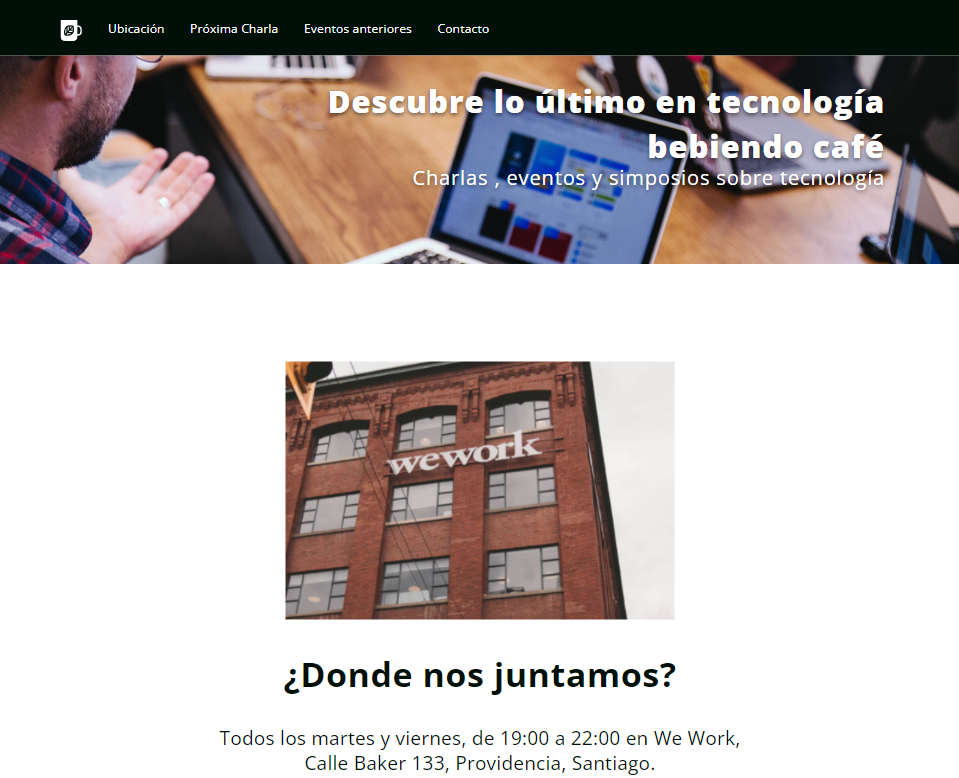 Ubicación Próxima Charla Eventos anteriores Contacto
Descubre lo último en tecnología
bebiendo café
Charlas , eventos y simposios sobre tecnología
wework
¿Donde nos juntamos?
Todos los martes y viernes, de 19:00 a 22:00 en We Work,
Calle Baker 133, Providencia, Santiago.